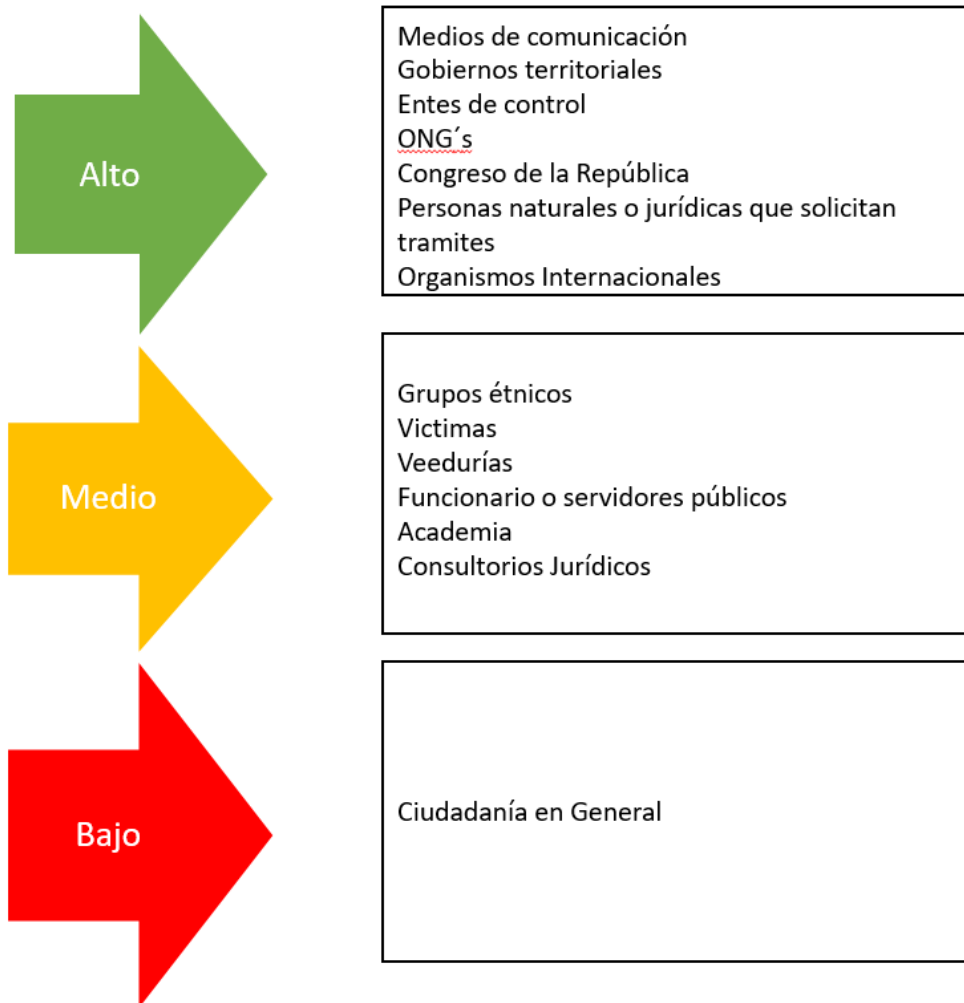 Alto
Medios de comunicación
Gobiernos territoriales
Entes de control
ONG´s
Congreso de la República
Personas naturales o jurídicas que solicitan
tramites
Organismos Internacionales
Medio
Grupos étnicos
Victimas
Veedurías
Funcionario o servidores públicos
Academia
Consultorios Jurídicos
Bajo
Ciudadanía en General